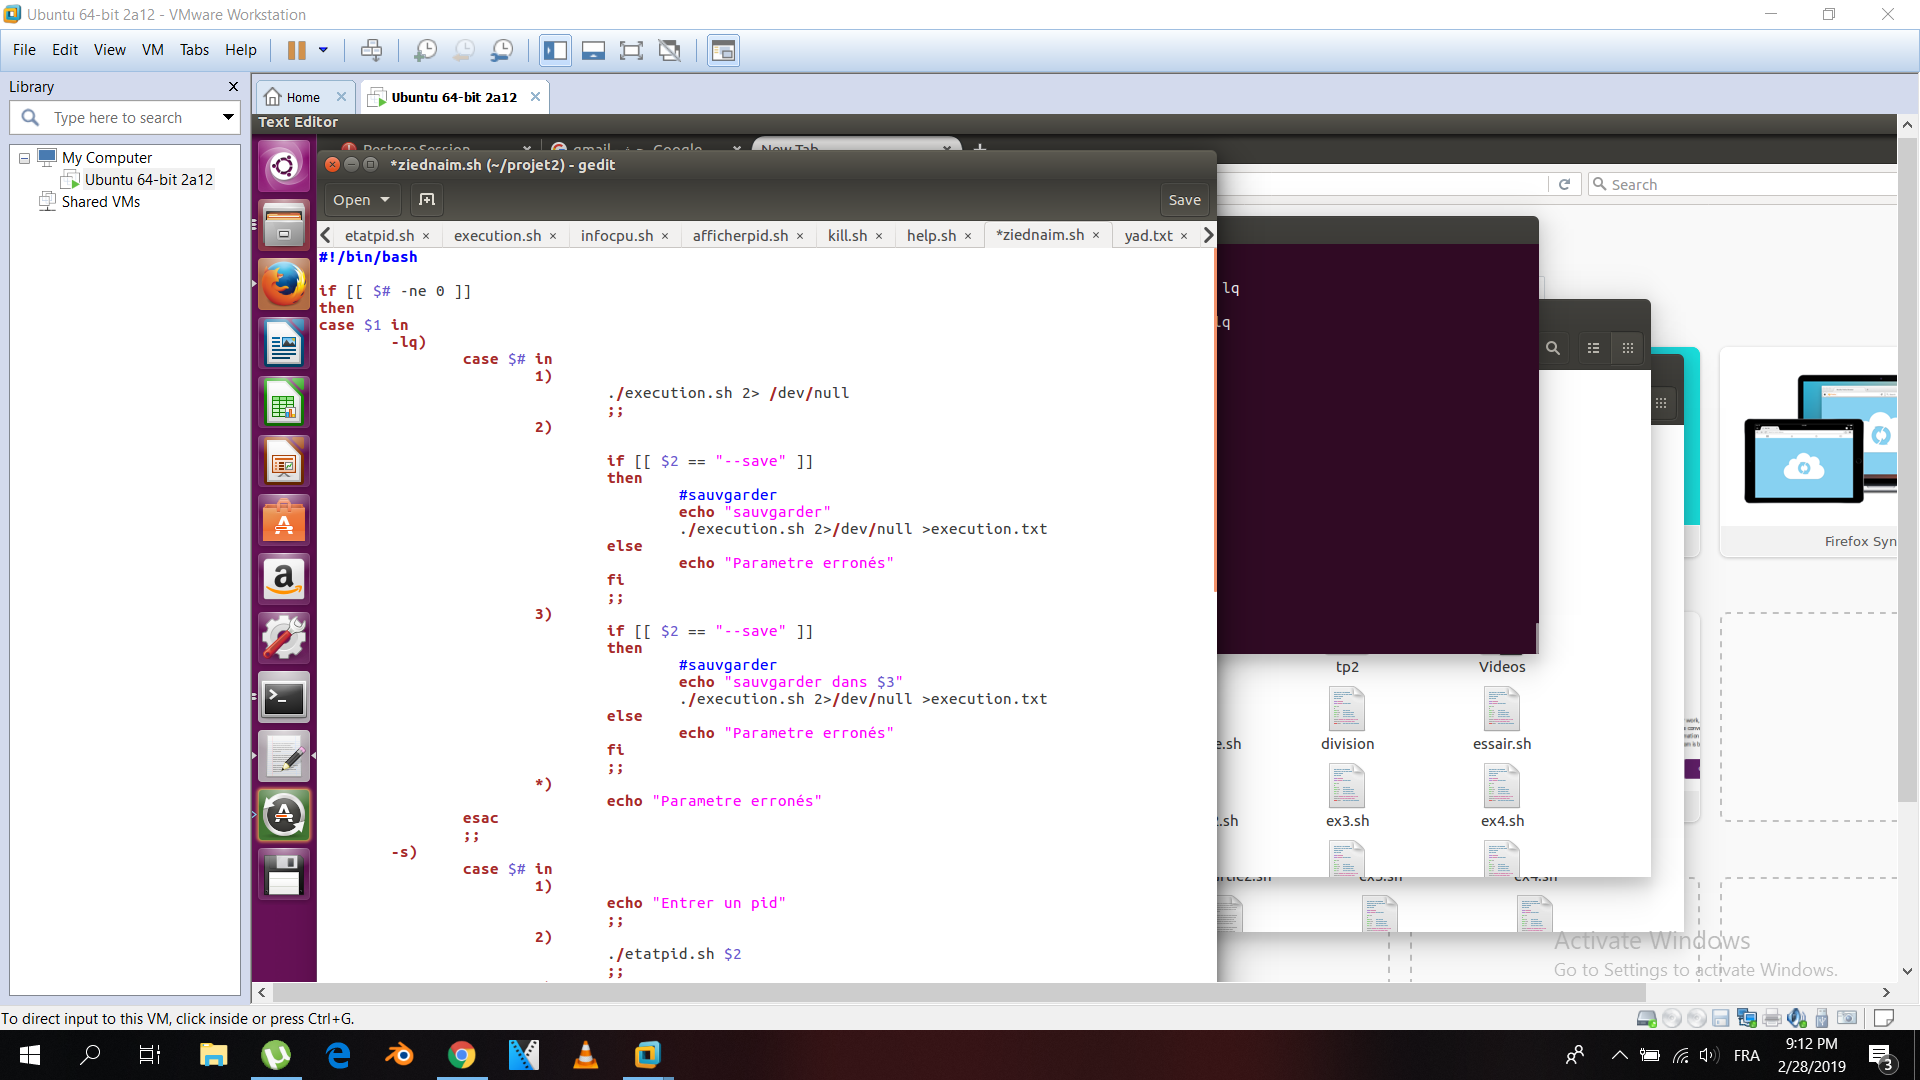 Ubuntu 64-bit 2a12 - VMware Workstation
File Edit View VM Tabs Help
Library
Type here to search
My Computer
Ubuntu 64-bit 2a12
Shared VMs
Home
Ubuntu 64-bit 2a12
Text Editor
Restore Session
gmail
Google
New Tab
*ziednaim.sh (~/projet2) - gedit
Open
Save
Search
etatpid.sh
execution.sh
infocpu.sh
afficherpid.sh
kill.sh
help.sh
*ziednaim.sh
yad.txt
#!/bin/bash
if [[ $# -ne 0 ]]
then
case $1 in
-lq)
case $# in
1)
./execution.sh 2> /dev/null
;;
2)
if [[ $2 == "--save" ]]
then
#sauvgarder
echo "sauvgarder"
./execution.sh 2>/dev/null >execution.txt
else
echo "Parametre erronés"
fi
;;
3)
if [[ $2 == "--save" ]]
then
#sauvgarder
echo "sauvgarder dans $3"
./execution.sh 2>/dev/null >execution.txt
else
echo "Parametre erronés"
fi
;;
*)
echo "Parametre erronés"
esac
;;
-s)
case $# in
1)
echo "Entrer un pid"
;;
2)
./etatpid.sh $2
;;
lq
lq
tp2
Videos
e.sh
division
essair.sh
2.sh
ex3.sh
ex4.sh
Firefox Syn
Activate Windows
Go to Settings to activate Windows.
To direct input to this VM, click inside or press Ctrl+G.
FRA
9:12 PM
2/28/2019
3